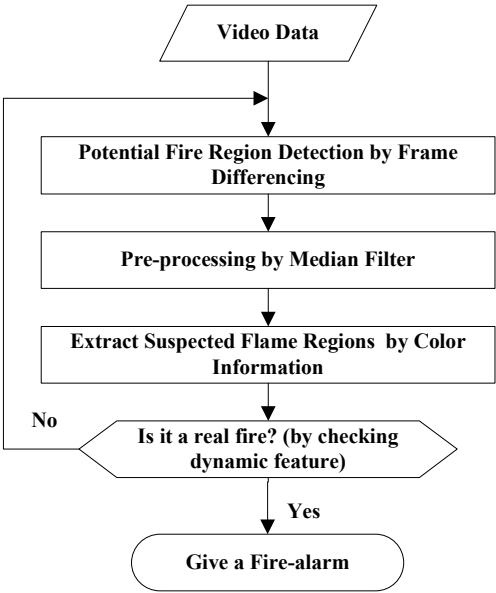 Video Data
Potential Fire Region Detection by Frame
Differencing
Pre-processing by Median Filter
Extract Suspected Flame Regions by Color
Information
No
Is it a real fire? (by checking
dynamic feature)
Yes
Give a Fire-alarm